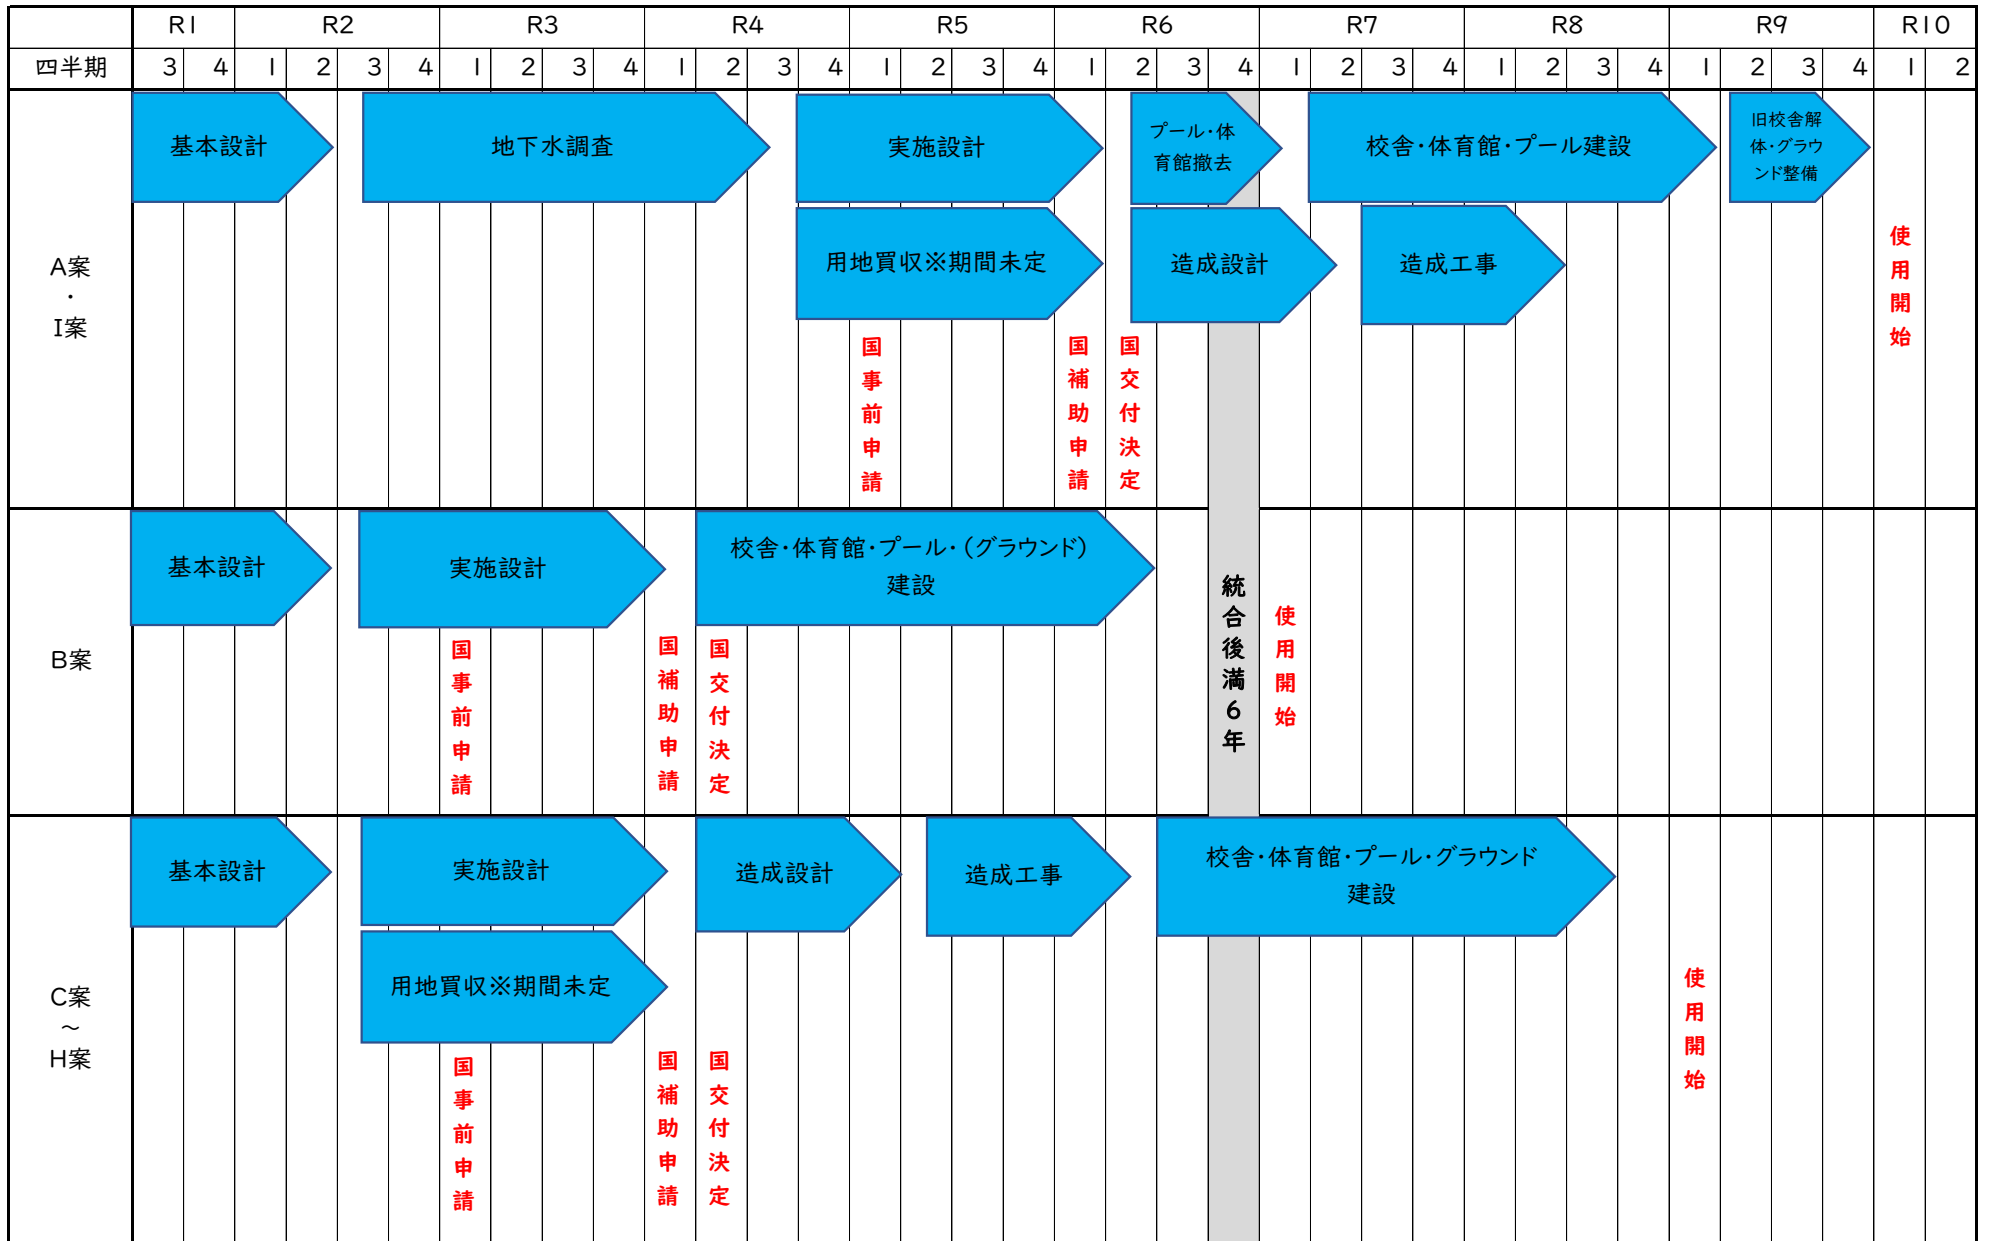 R1 R2 R3 R4 R5 R6 R7 R8 R9 R10
四半期 3 4 1 2 3 4 1 2 3 4 1 2 3 4 1 2 3 4 1 2 3 4 1 2 3 4 1 2 3 4 1 2 3 4 1 2
A案
・
I案
基本設計
地下水調査
実施設計
プール・体
育館撤去
校舎・体育館・プール建設
旧校舎解
体・グラウ
ンド整備
用地買収※期間未定
造成設計
造成工事
国事前申請
国補助申請
国交付決定
使用開始
B案
基本設計
実施設計
校舎・体育館・プール・(グラウンド)
建設
国事前申請
国補助申請
国交付決定
統合後満6年
使用開始
C案
～
H案
基本設計
実施設計
造成設計
造成工事
校舎・体育館・プール・グラウンド
建設
用地買収※期間未定
国事前申請
国補助申請
国交付決定
使用開始